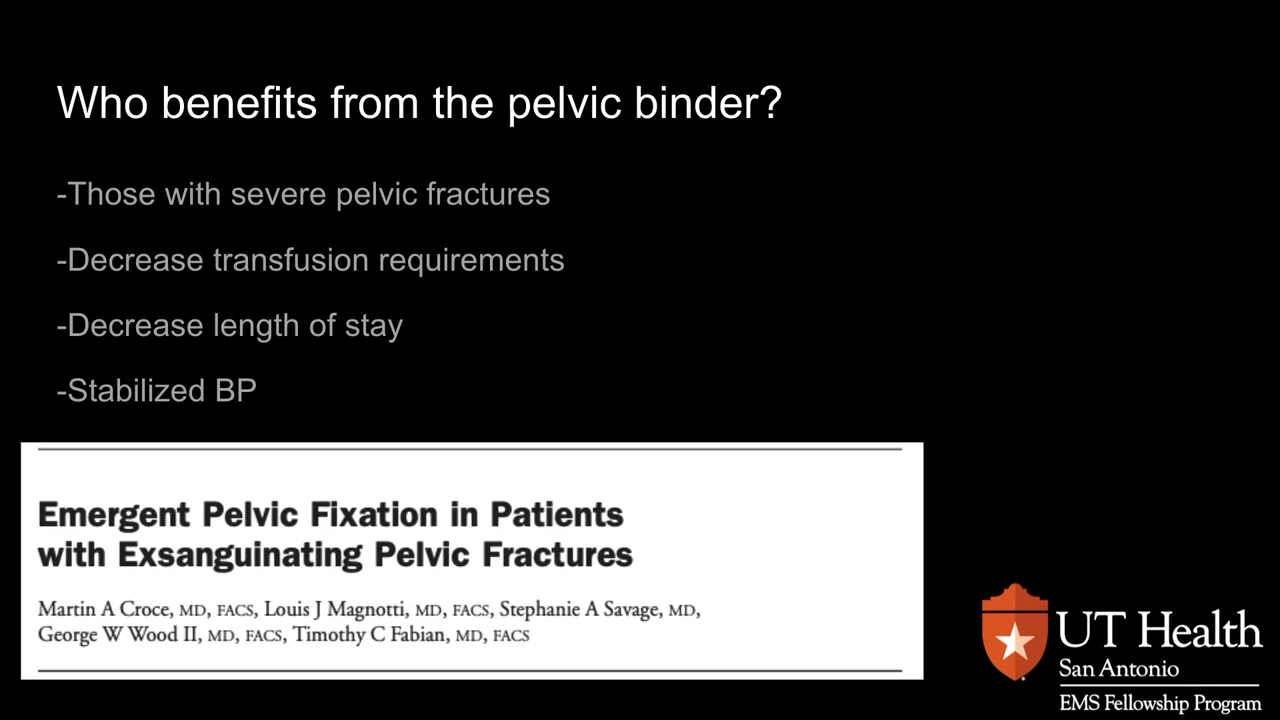 Who benefits from the pelvic binder?
-Those with severe pelvic fractures
-Decrease transfusion requirements
-Decrease length of stay
-Stabilized BP
Emergent Pelvic Fixation in Patients
with Exsanguinating Pelvic Fractures
Martin A Croce, MD, FACS, Louis J Magnotti, MD, FACS, Stephanie A Savage, MD,
George W Wood II, MD, FACS, Timothy C Fabian, MD, FACS
UT Health
San Antonio
EMS Fellowship Program